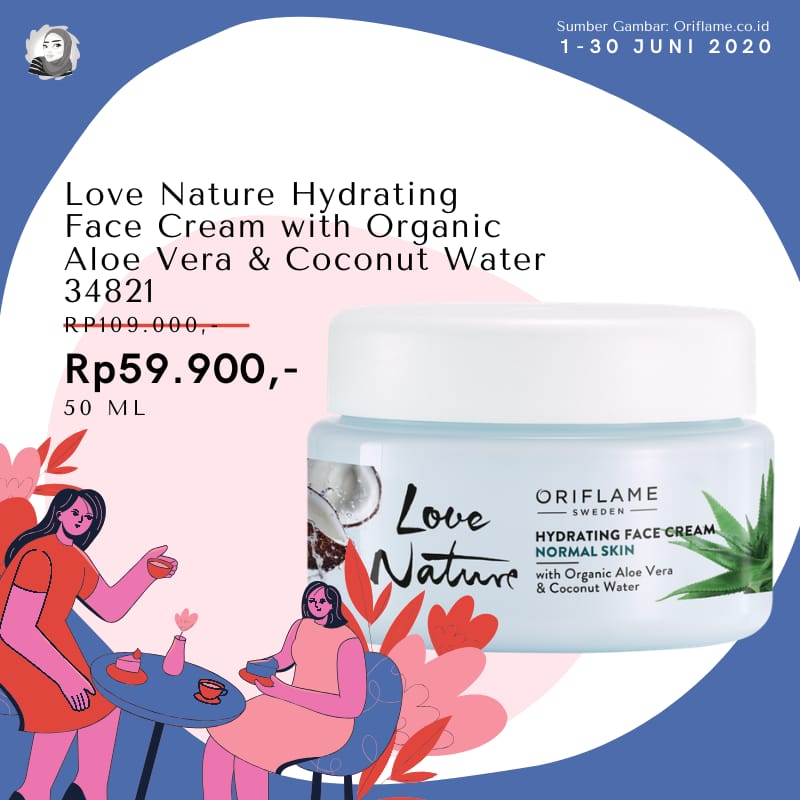 Sumber Gambar: Oriflame.co.id
1-30 JUNI 2020
Love Nature Hydrating
Face Cream with Organic
Aloe Vera & Coconut Water
34821
RP109.000,-
Rp59.900,-
50 ML
Love
Nature
ORIFLAME
SWEDEN
HYDRATING FACE CREAM
NORMAL SKIN
with Organic Aloe Vera
& Coconut Water